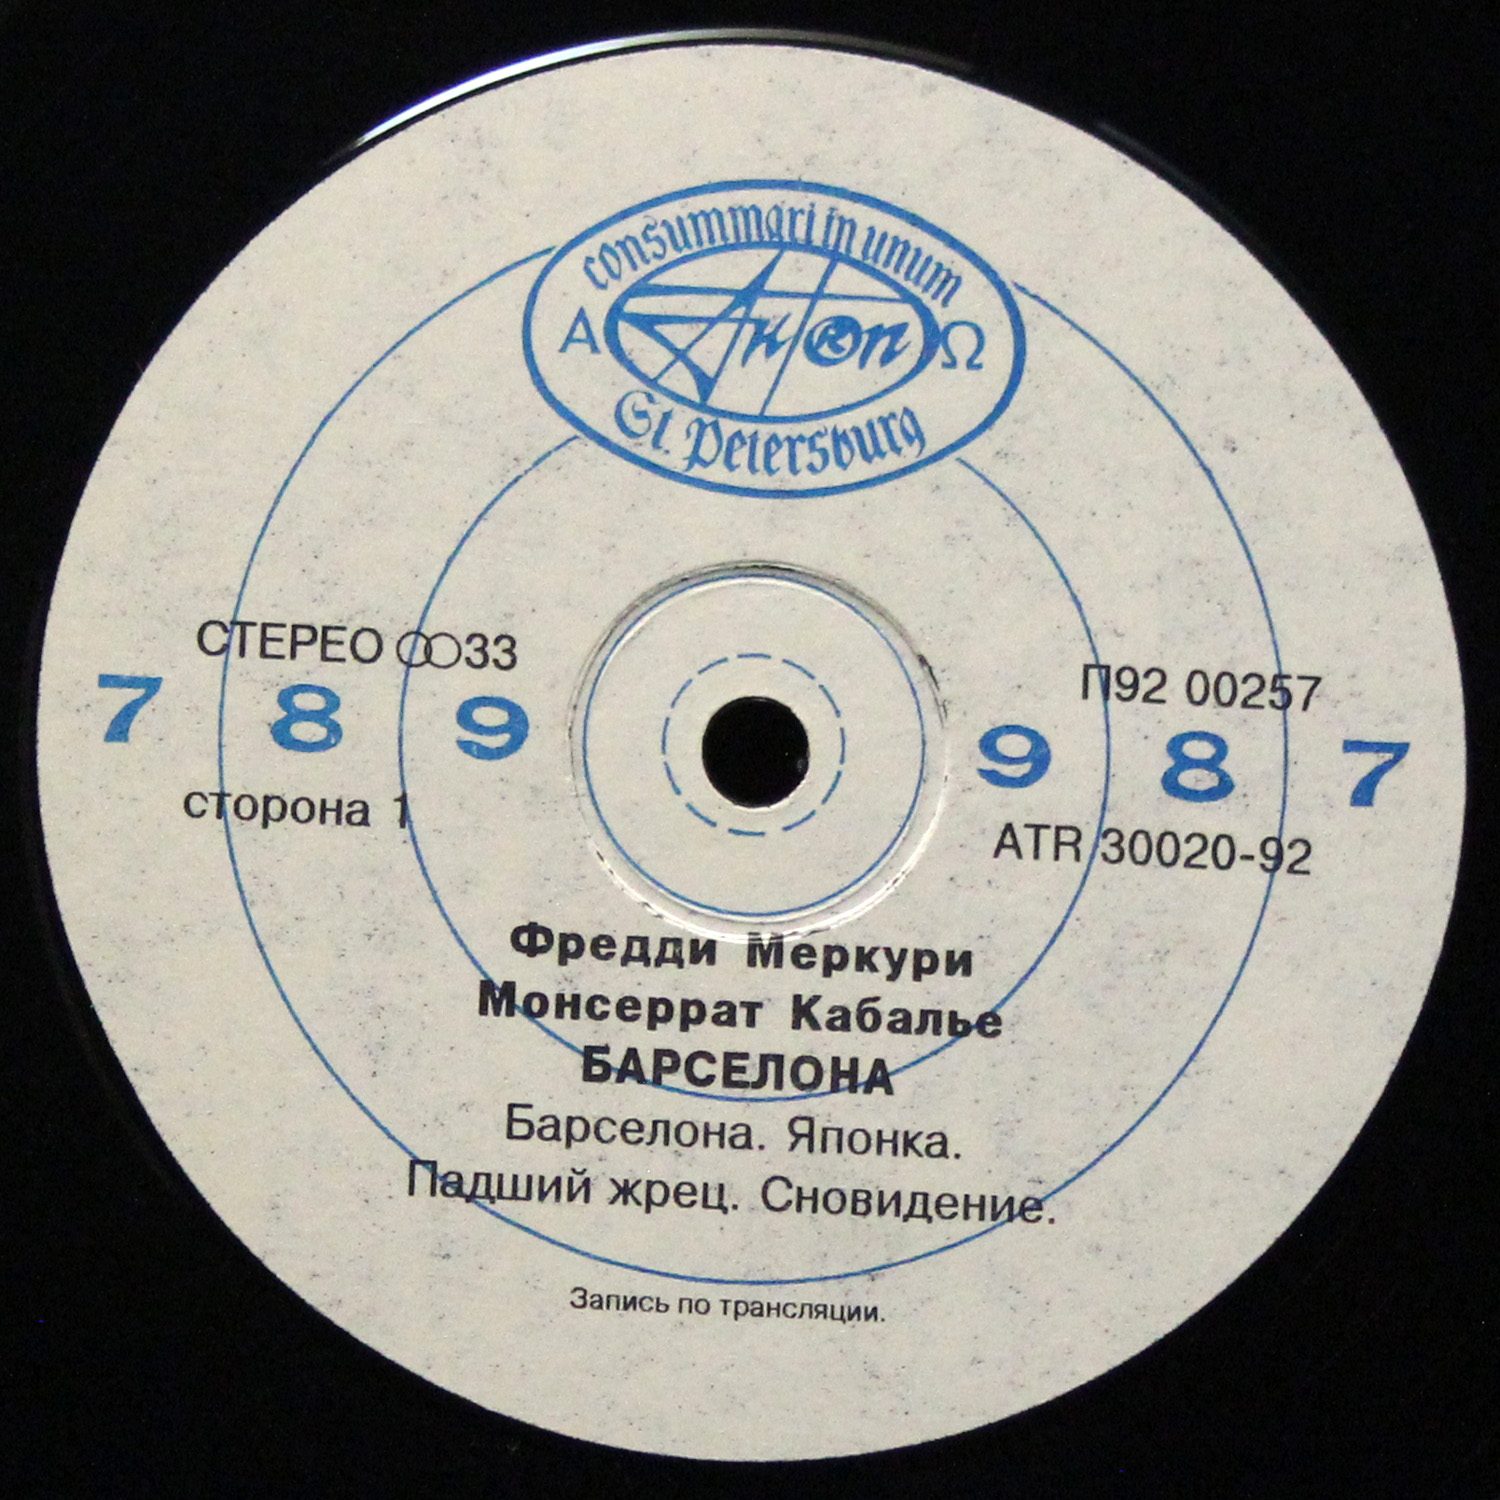 consummari in unum
Α Ω
St. Petersburg
СТЕРЕО 33
П92 00257
7 8 9 9 8 7
сторона 1
ATR 30020-92
Фредди Меркури
Монсеррат Кабалье
БАРСЕЛОНА
Барселона. Японка.
Падший жрец. Сновидение.
Запись по трансляции.